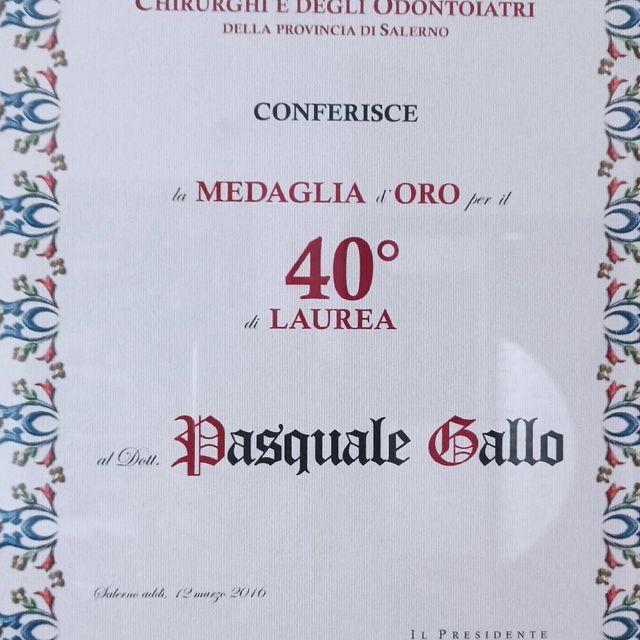 CHIRURGHI E DEGLI ODONTOIATRI
DELLA PROVINCIA DI SALERNO
CONFERISCE
la MEDAGLIA d'ORO per il
40°
di LAUREA
al Dott. Pasquale Gallo
Salerno addì, 12 marzo 2016
IL PRESIDENTE